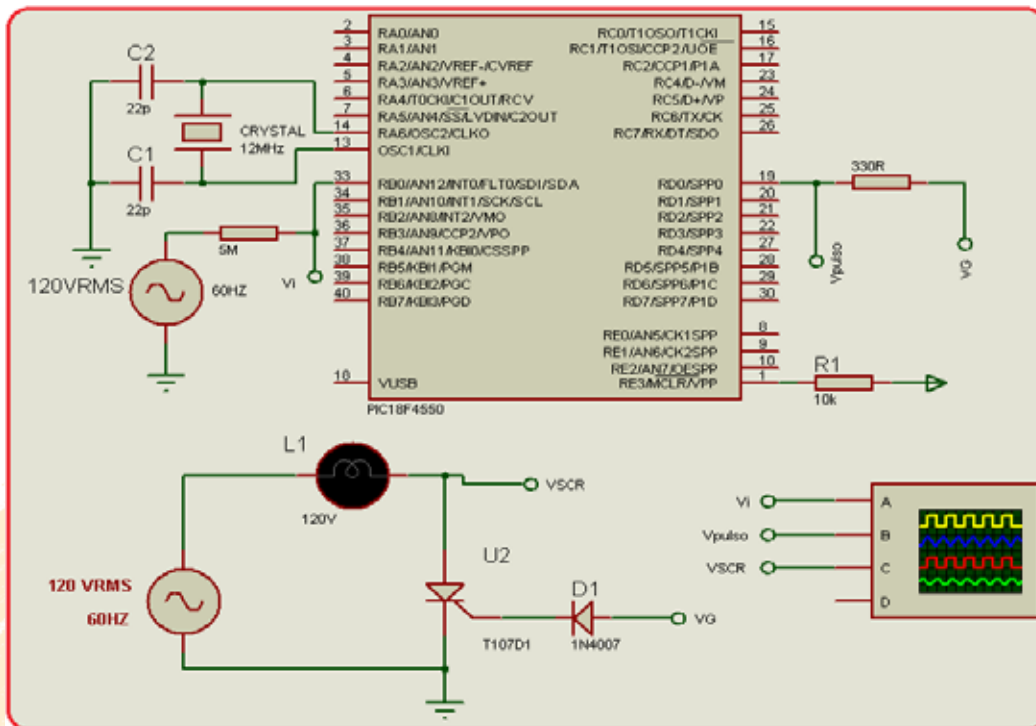 C2
22p
CRYSTAL
12MHz
C1
22p
120VRMS
60HZ
5M
Vi
2 RA0/AN0
3 RA1/AN1
4 RA2/AN2/VREF-/CVREF
5 RA3/AN3/VREF+
6 RA4/T0CKI/C1OUT/RCV
7 RA5/AN4/SS/LVDIN/C2OUT
14 RA6/OSC2/CLKO
13 OSC1/CLKI
33 RB0/AN12/INT0/FLT0/SDI/SDA
34 RB1/AN10/INT1/SCK/SCL
35 RB2/AN8/INT2/VMO
36 RB3/AN9/CCP2/VPO
37 RB4/AN11/KBI0/CSSPP
38 RB5/KBI1/PGM
39 RB6/KBI2/PGC
40 RB7/KBI3/PGD
18 VUSB
RC0/T1OSO/T1CKI 15
RC1/T1OSI/CCP2/UOE 16
RC2/CCP1/P1A 17
RC4/D-/VM 23
RC5/D+/VP 24
RC6/TX/CK 25
RC7/RX/DT/SDO 26
RD0/SPP0 19
RD1/SPP1 20
RD2/SPP2 21
RD3/SPP3 22
RD4/SPP4 27
RD5/SPP5/P1B 28
RD6/SPP6/P1C 29
RD7/SPP7/P1D 30
RE0/AN5/CK1SPP 8
RE1/AN6/CK2SPP 9
RE2/AN7/OESPP 10
RE3/MCLR/VPP 1
PIC18F4550
330R
Vpulso
VG
R1
10k
L1
120V
VSCR
120 VRMS
60HZ
U2
T107D1
D1
1N4007
VG
Vi
Vpulso
VSCR
A
B
C
D